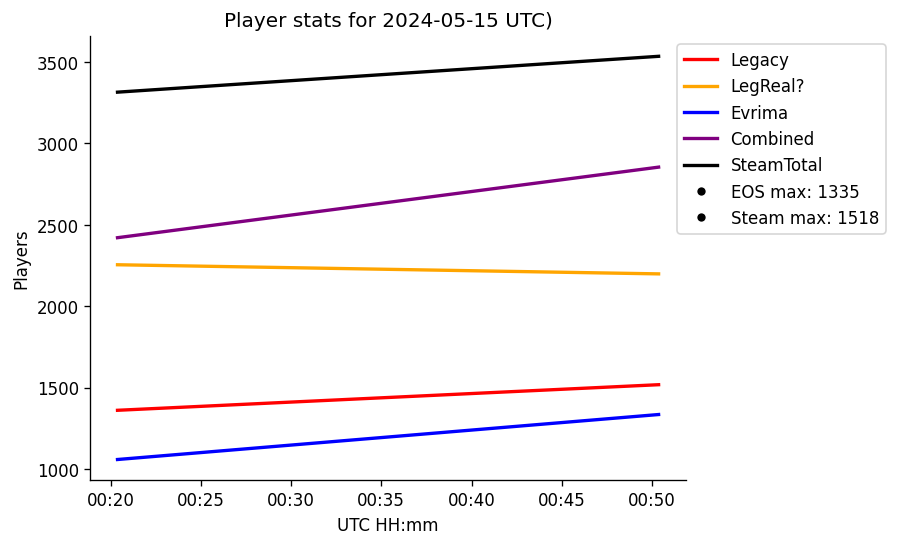 Player stats for 2024-05-15 UTC)
Legacy
LegReal?
Evrima
Combined
SteamTotal
EOS max: 1335
Steam max: 1518
Players
3500
3000
2500
2000
1500
1000
00:20 00:25 00:30 00:35 00:40 00:45 00:50
UTC HH:mm